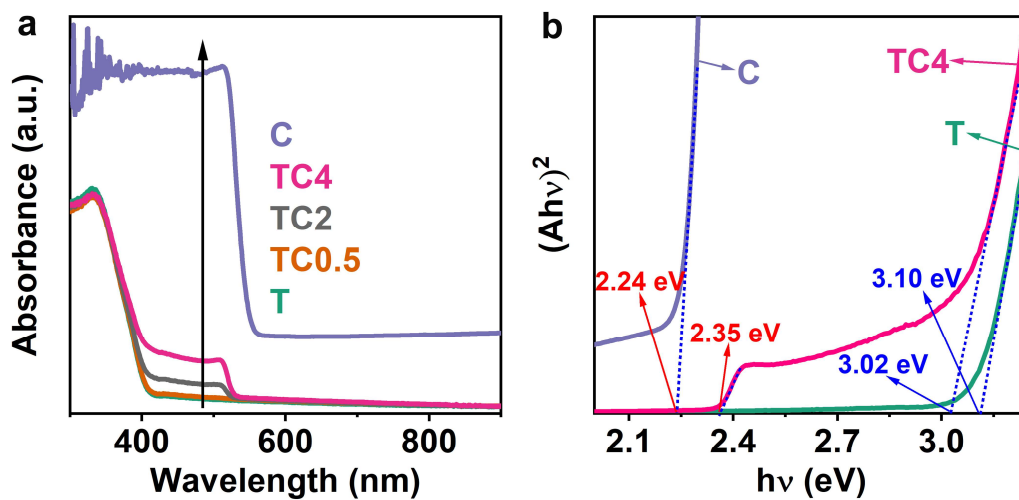 a
Absorbance (a.u.)
C
TC4
TC2
TC0.5
T
400
600
800
Wavelength (nm)
b
(Ahν)²
C
TC4
T
2.24 eV
2.35 eV
3.10 eV
3.02 eV
2.1
2.4
2.7
3.0
hν (eV)